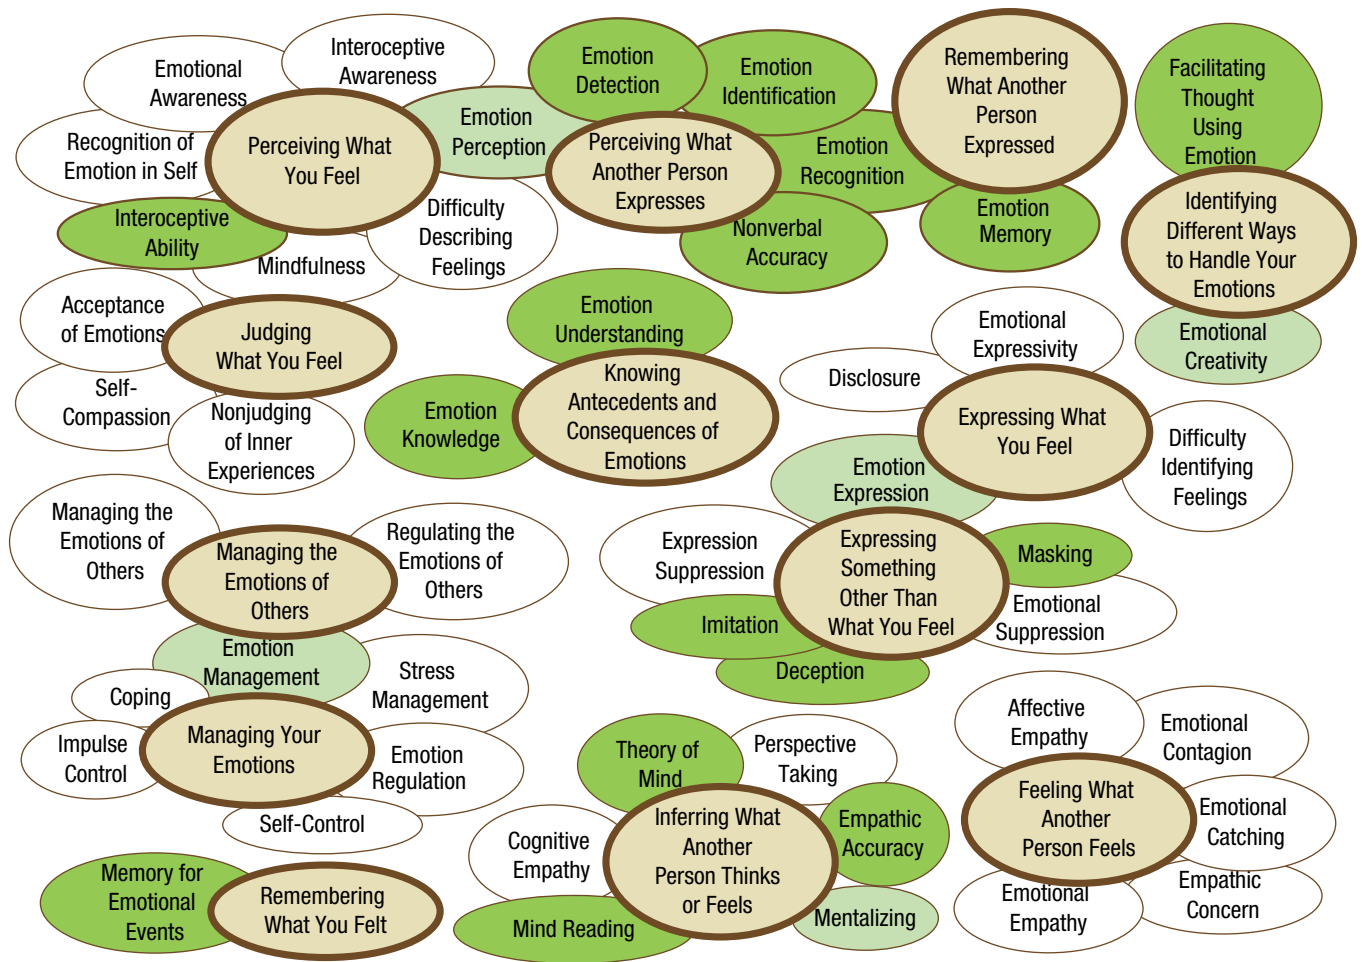 Emotional
Awareness
Interoceptive
Awareness
Recognition of
Emotion in Self
Perceiving What
You Feel
Interoceptive
Ability
Mindfulness
Difficulty
Describing
Feelings
Emotion
Perception
Emotion
Detection
Emotion
Identification
Perceiving What
Another Person
Expresses
Emotion
Recognition
Nonverbal
Accuracy
Remembering
What Another
Person
Expressed
Emotion
Memory
Facilitating
Thought
Using
Emotion
Identifying
Different Ways
to Handle Your
Emotions
Emotional
Creativity
Acceptance
of Emotions
Judging
What You Feel
Self-
Compassion
Nonjudging
of Inner
Experiences
Emotion
Understanding
Emotion
Knowledge
Knowing
Antecedents and
Consequences of
Emotions
Emotional
Expressivity
Disclosure
Expressing What
You Feel
Difficulty
Identifying
Feelings
Emotion
Expression
Expression
Suppression
Expressing
Something
Other Than
What You Feel
Masking
Emotional
Suppression
Imitation
Deception
Managing the
Emotions of
Others
Managing the
Emotions of
Others
Regulating the
Emotions of
Others
Emotion
Management
Stress
Management
Coping
Managing Your
Emotions
Impulse
Control
Emotion
Regulation
Self-Control
Memory for
Emotional
Events
Remembering
What You Felt
Theory of
Mind
Perspective
Taking
Cognitive
Empathy
Inferring What
Another
Person Thinks
or Feels
Empathic
Accuracy
Mind Reading
Mentalizing
Affective
Empathy
Emotional
Contagion
Feeling What
Another
Person Feels
Emotional
Catching
Emotional
Empathy
Empathic
Concern